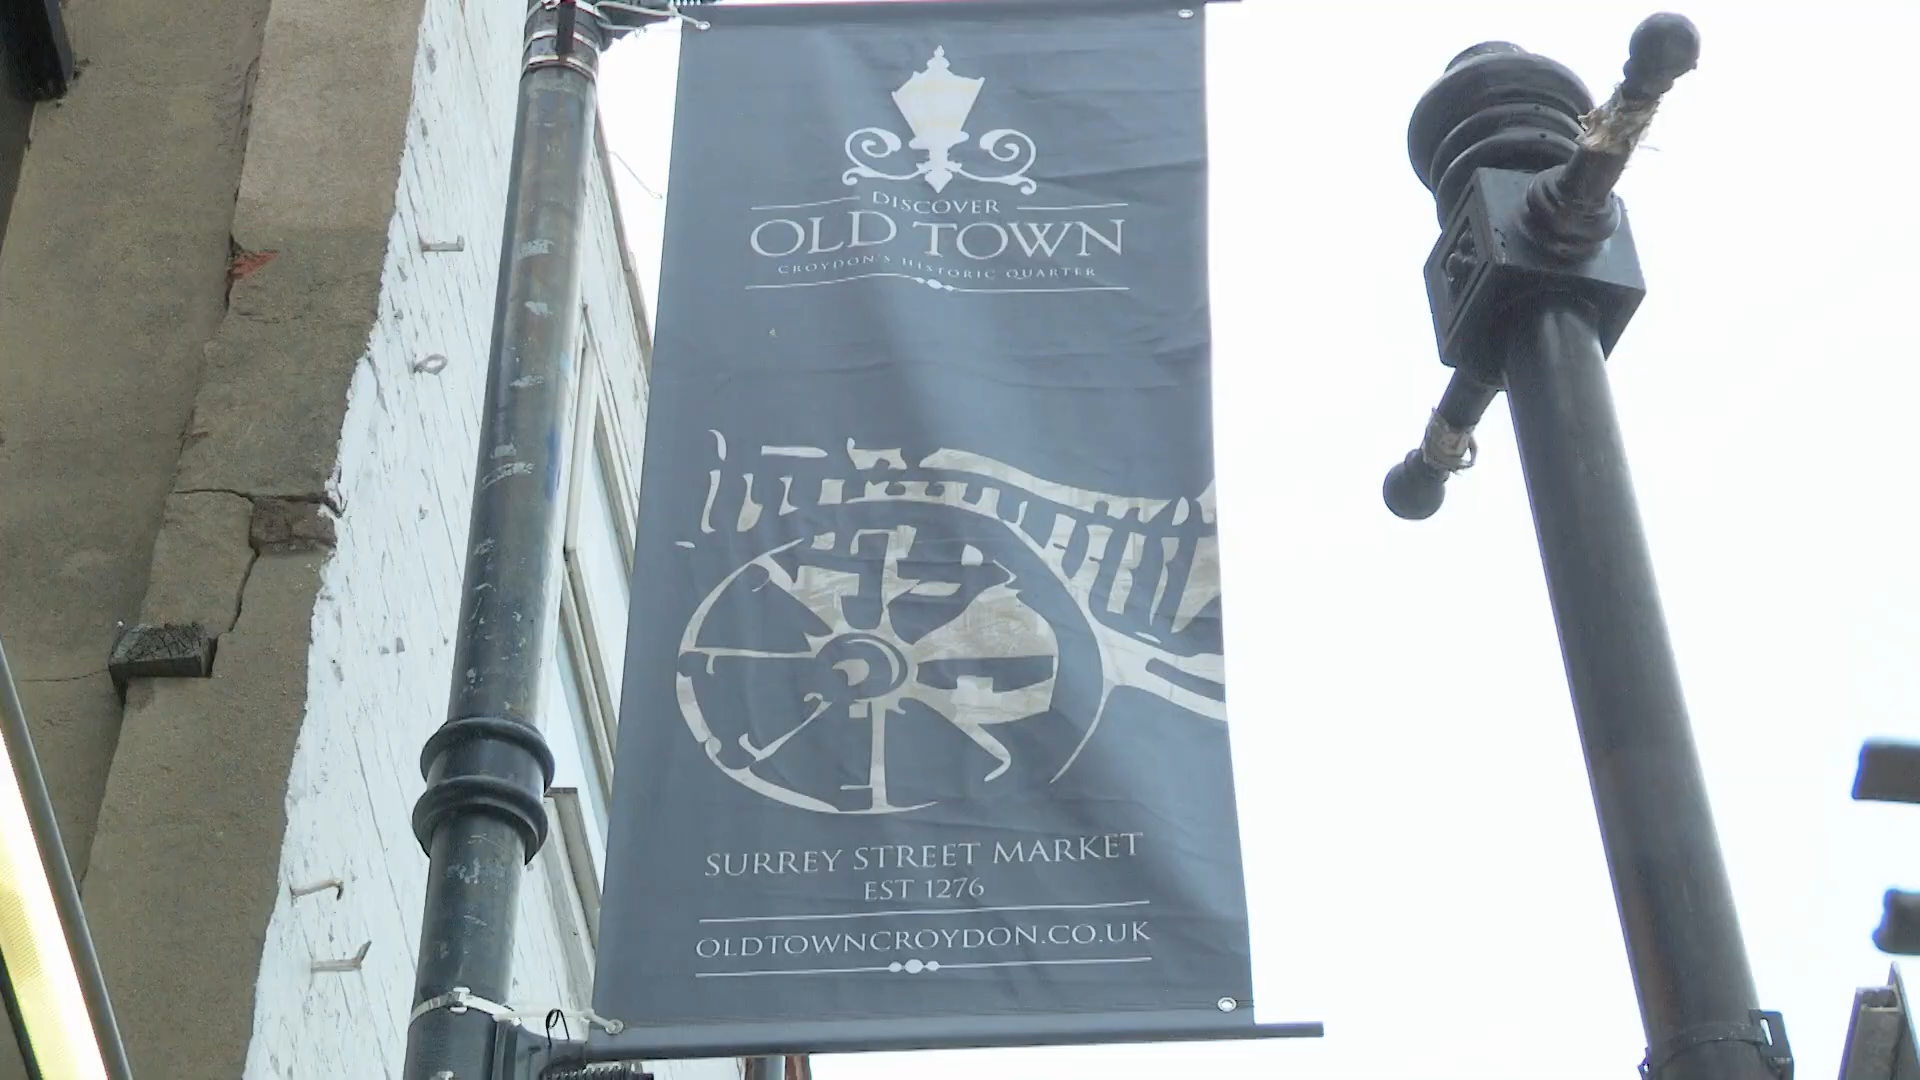 DISCOVER
OLD TOWN
CROYDON'S HISTORIC QUARTER
SURREY STREET MARKET
EST 1276
OLDTOWNCROYDON.CO.UK